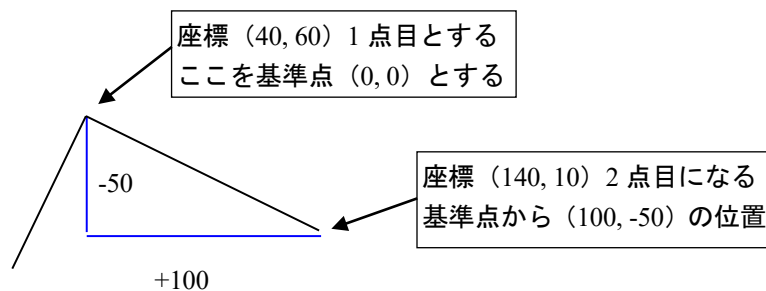 座標（40, 60）1 点目とする
ここを基準点（0, 0）とする
-50
座標（140, 10）2 点目になる
基準点から（100, -50）の位置
+100